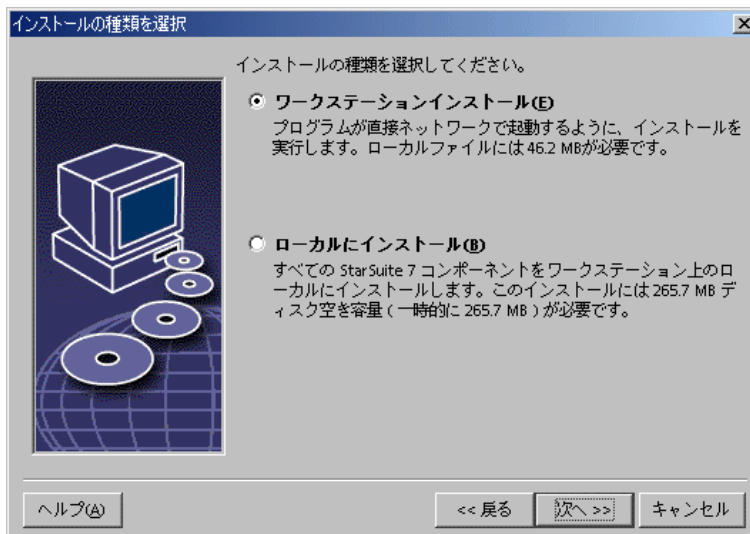 インストールの種類を選択
インストールの種類を選択してください。
ワークステーションインストール(E)
プログラムが直接ネットワークで起動するように、インストールを
実行します。ローカルファイルには 46.2 MBが必要です。
ローカルにインストール(B)
すべての StarSuite 7 コンポーネントをワークステーション上のロ
ーカルにインストールします。このインストールには 265.7 MB デ
ィスク空き容量 ( 一時的に 265.7 MB ) が必要です。
ヘルプ(A)
<< 戻る
次へ >>
キャンセル